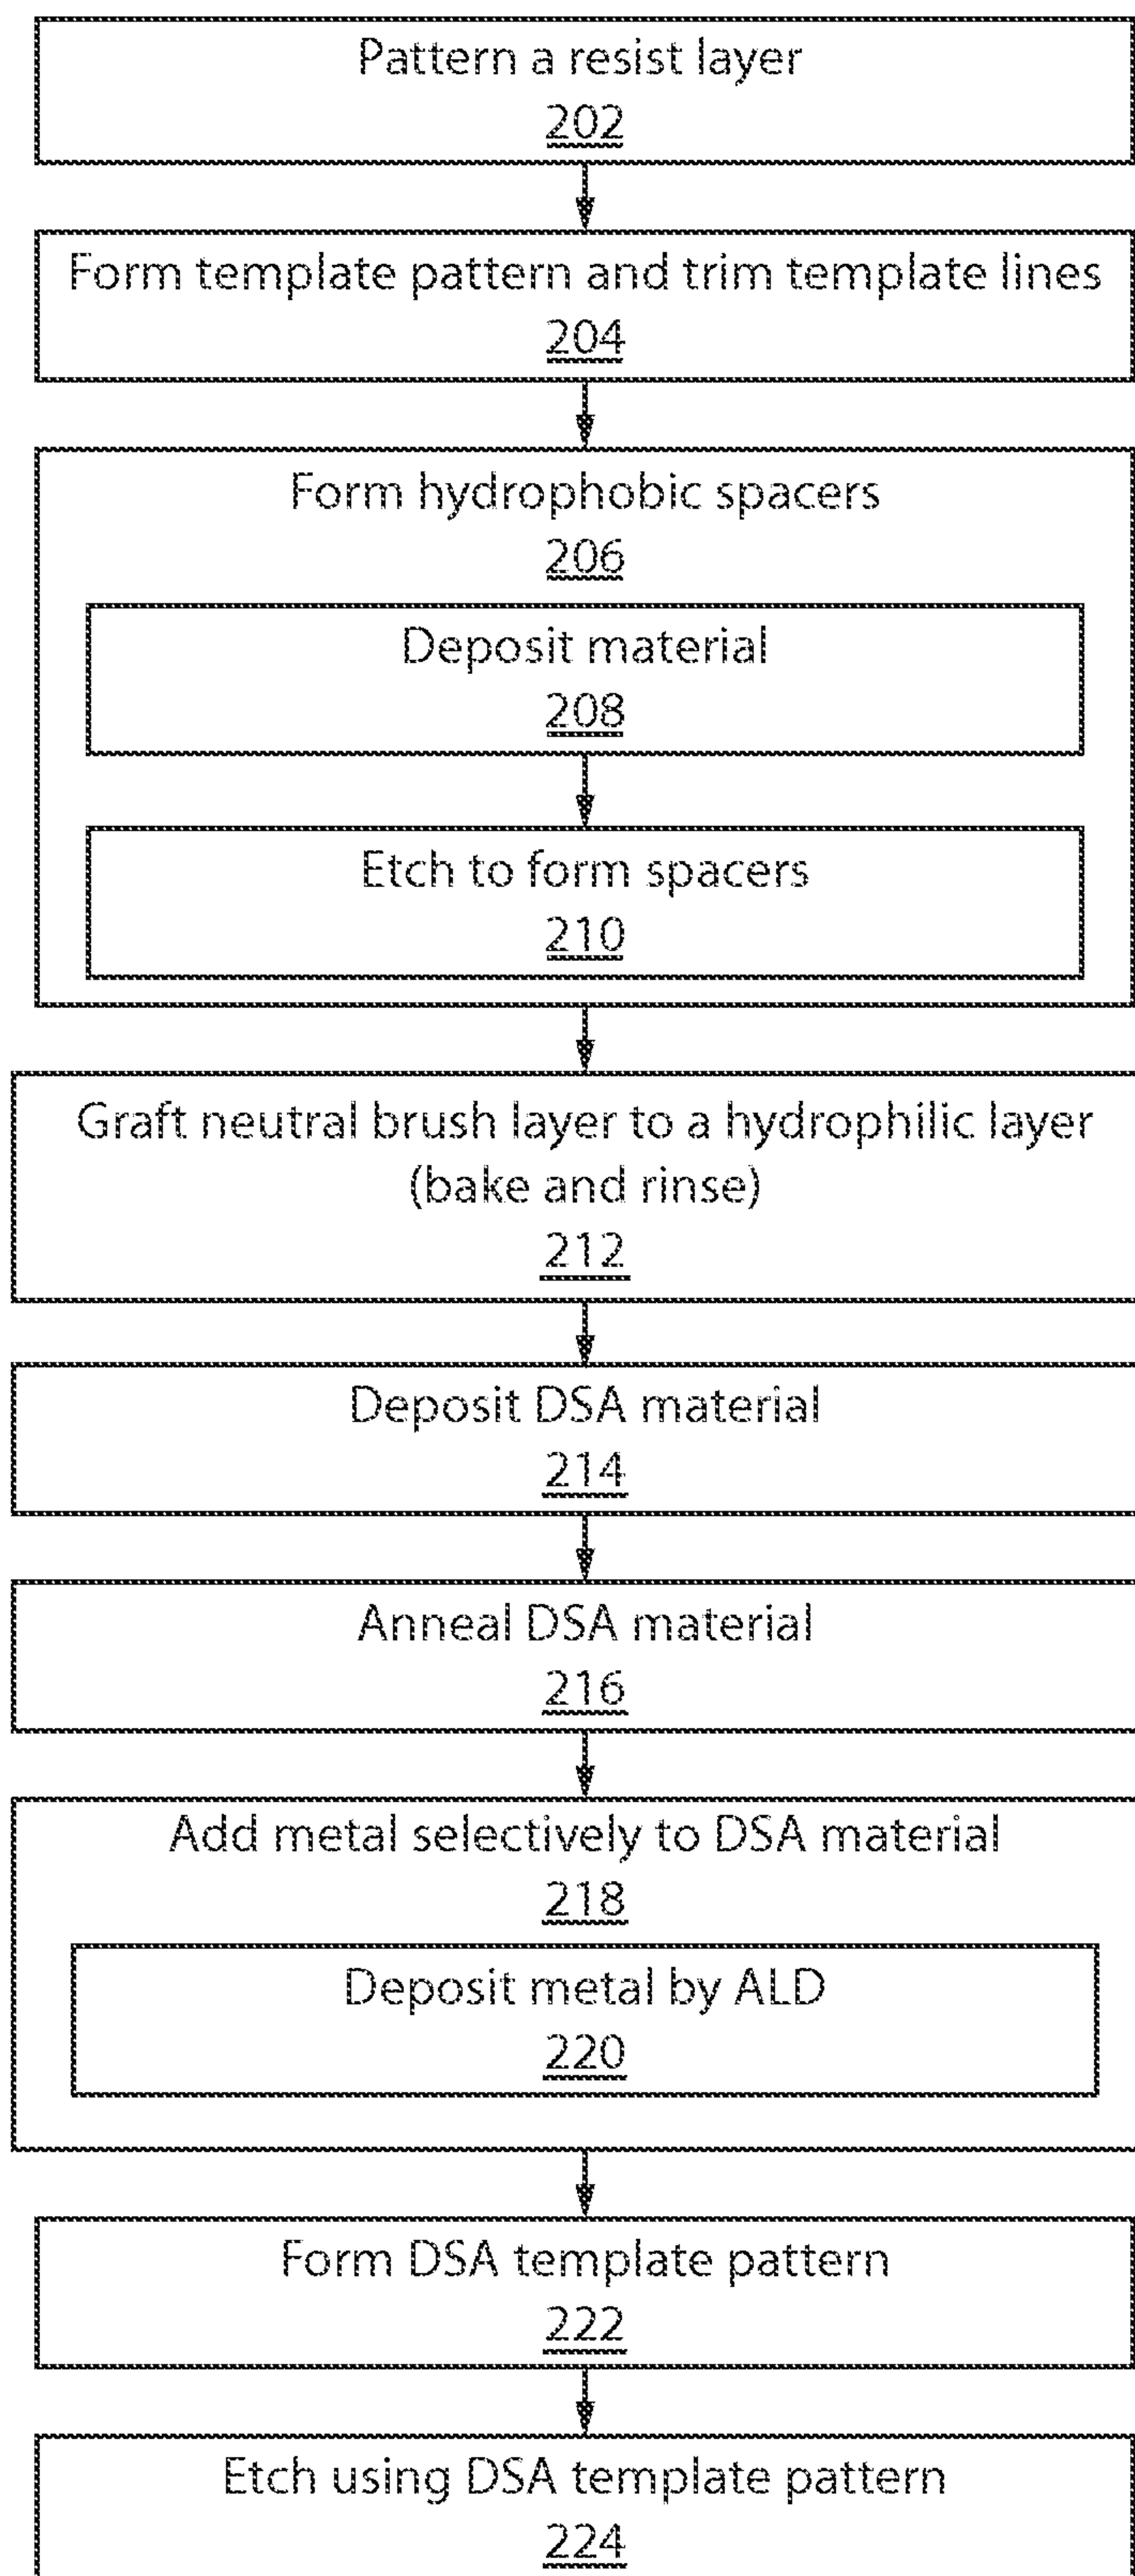 Pattern a resist layer
202
Form template pattern and trim template lines
204
Form hydrophobic spacers
206
Deposit material
208
Etch to form spacers
210
Graft neutral brush layer to a hydrophilic layer
(bake and rinse)
212
Deposit DSA material
214
Anneal DSA material
216
Add metal selectively to DSA material
218
Deposit metal by ALD
220
Form DSA template pattern
222
Etch using DSA template pattern
224